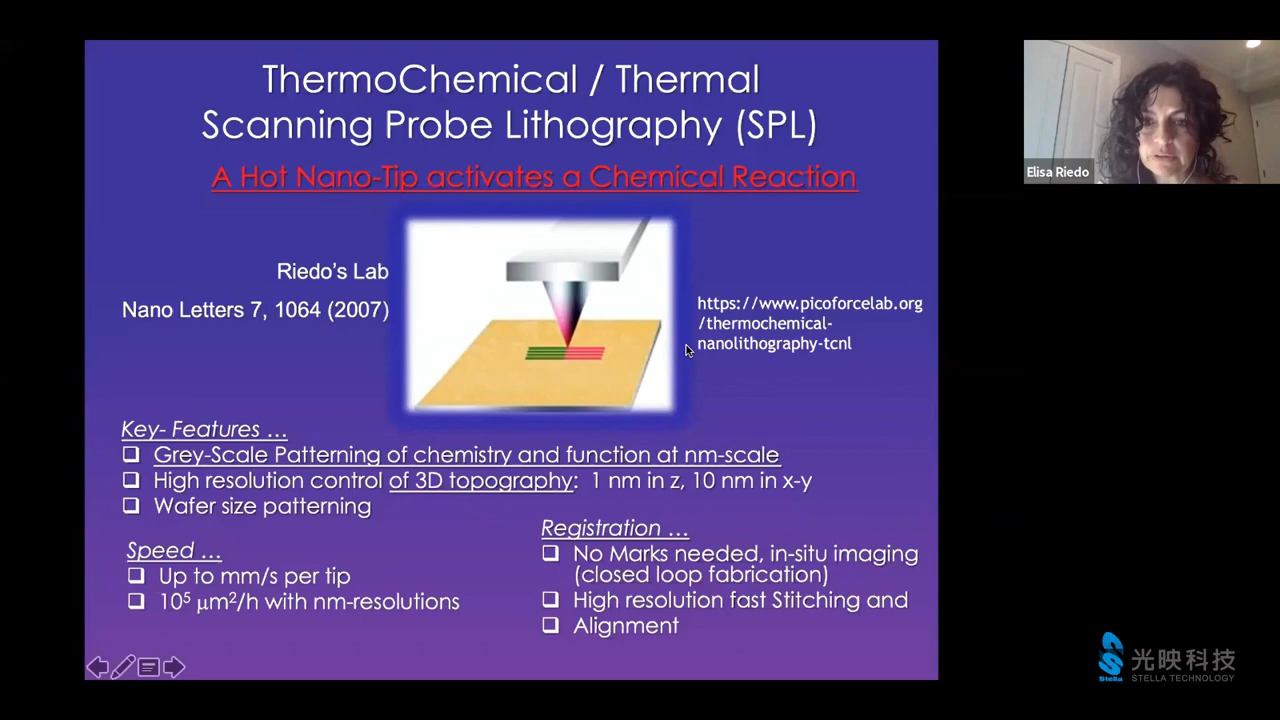 ThermoChemical / Thermal
Scanning Probe Lithography (SPL)
A Hot Nano-Tip activates a Chemical Reaction
Riedo’s Lab
Nano Letters 7, 1064 (2007)
https://www.picoforcelab.org
/thermochemical-
nanolithography-tcnl
Key- Features ...
Grey-Scale Patterning of chemistry and function at nm-scale
High resolution control of 3D topography: 1 nm in z, 10 nm in x-y
Wafer size patterning
Speed ...
Up to mm/s per tip
10⁵ μm²/h with nm-resolutions
Registration ...
No Marks needed, in-situ imaging
(closed loop fabrication)
High resolution fast Stitching and
Alignment
Elisa Riedo
Stella
光映科技
STELLA TECHNOLOGY